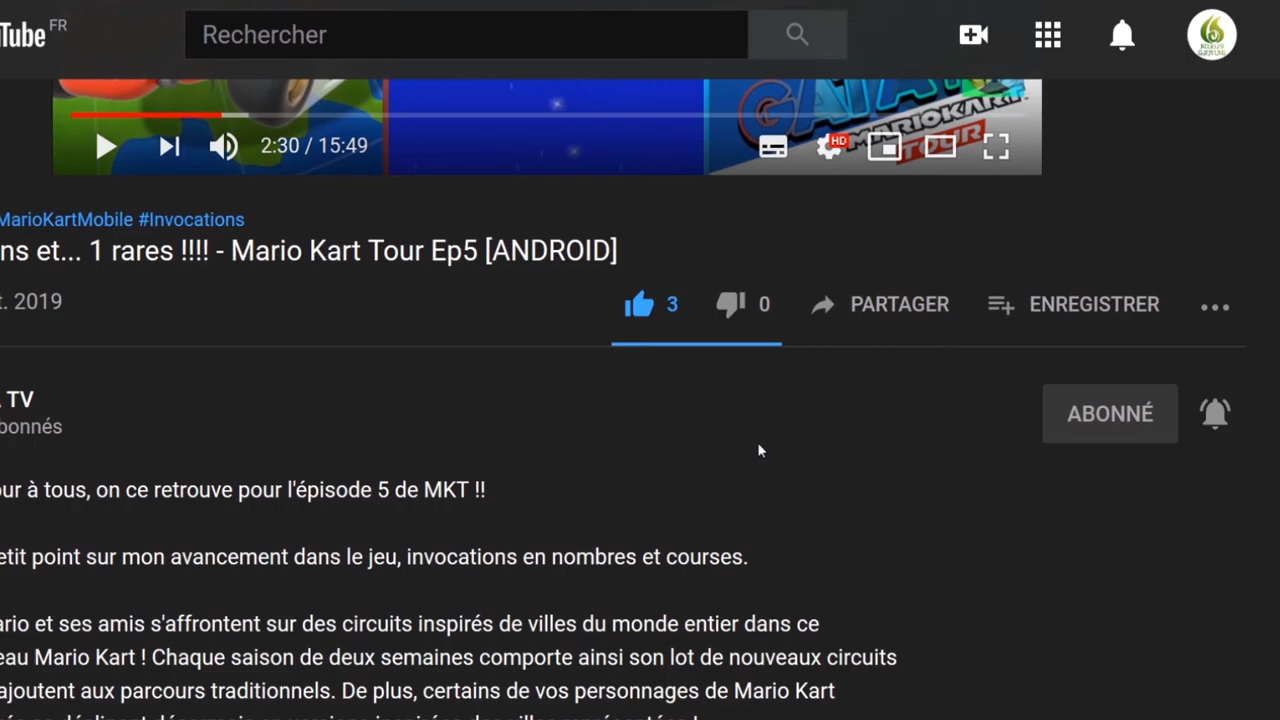 Tube FR
Rechercher
GATAR
MARIOKART
TOUR
2:30 / 15:49
HD
MarioKartMobile #Invocations
ns et... 1 rares !!!! - Mario Kart Tour Ep5 [ANDROID]
t. 2019
3
0
PARTAGER
ENREGISTRER
TV
bonnés
ABONNÉ
ur à tous, on ce retrouve pour l'épisode 5 de MKT !!
etit point sur mon avancement dans le jeu, invocations en nombres et courses.
ario et ses amis s'affrontent sur des circuits inspirés de villes du monde entier dans ce
eau Mario Kart ! Chaque saison de deux semaines comporte ainsi son lot de nouveaux circuits
ajoutent aux parcours traditionnels. De plus, certains de vos personnages de Mario Kart